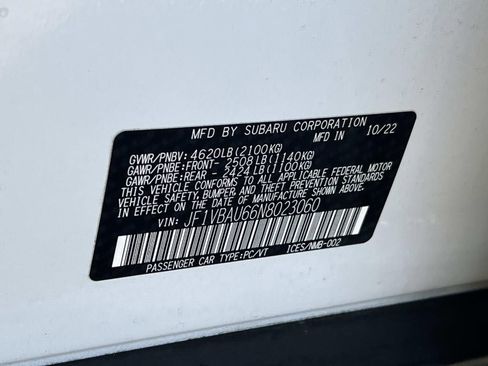 MFD BY SUBARU CORPORATION
MFD IN 10/22
GVWR/PNBV: 4620LB(2100KG)
GAWR/PNBE:FRONT- 2508LB(1140KG)
GAWR/PNBE:REAR - 2424LB(1100KG)
THIS VEHICLE CONFORMS TO ALL APPLICABLE FEDERAL MOTOR
VEHICLE SAFETY, BUMPER, AND THEFT PREVENTION STANDARDS
IN EFFECT ON THE DATE OF MANUFACTURE SHOWN ABOVE.
VIN: JF1VBAU66N8023060
PASSENGER CAR TYPE:PC/VT ICES/NMB-002